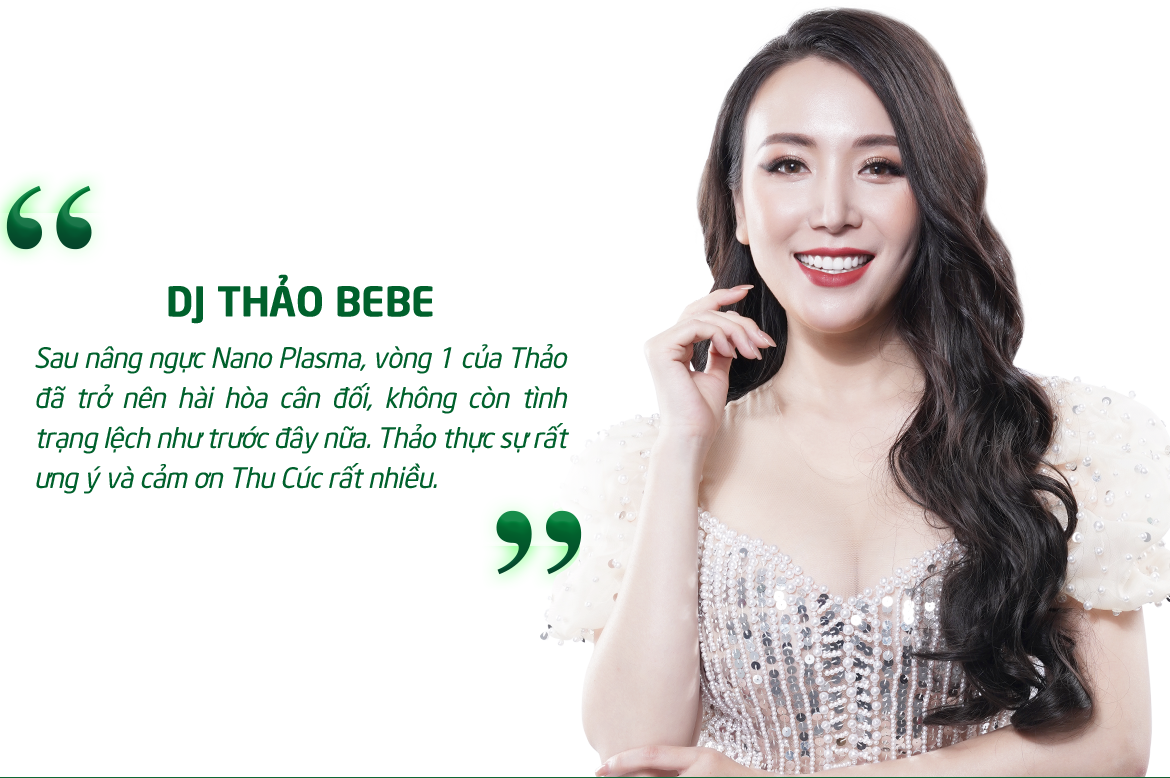 DJ THẢO BEBE
Sau nâng ngực Nano Plasma, vòng 1 của Thảo
đã trở nên hài hòa cân đối, không còn tình
trạng lệch như trước đây nữa. Thảo thực sự rất
ưng ý và cảm ơn Thu Cúc rất nhiều.